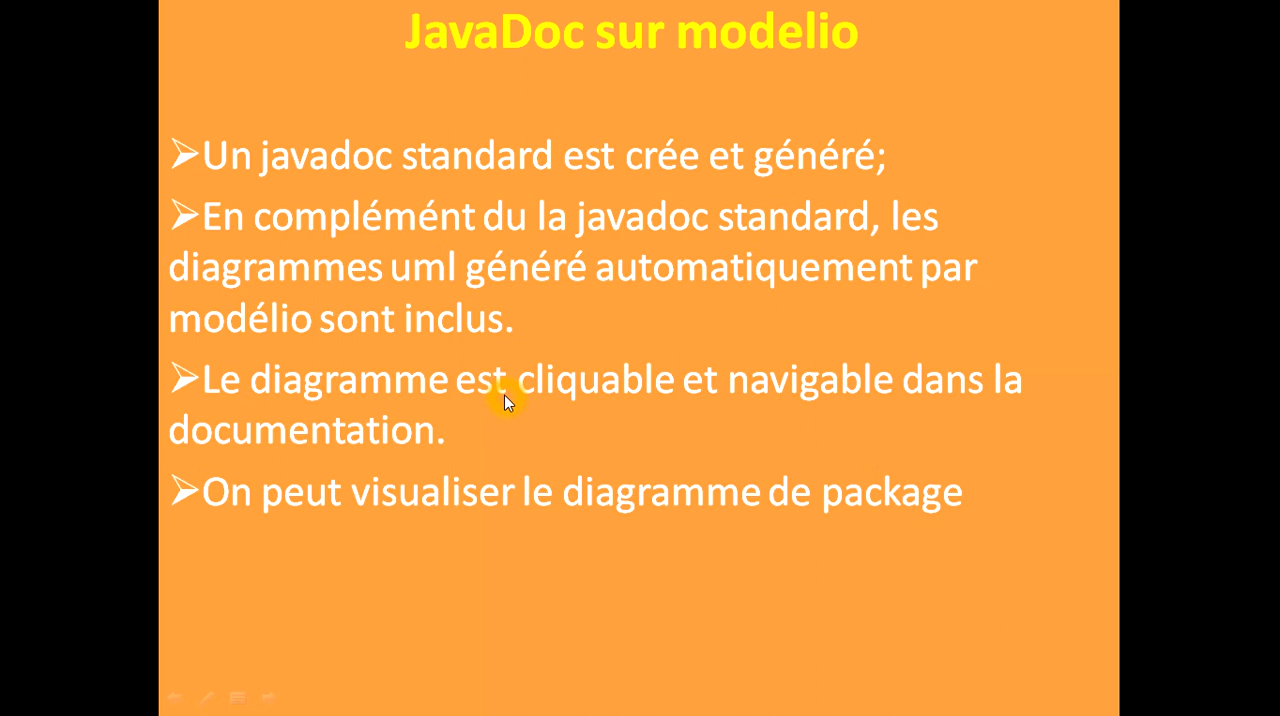 JavaDoc sur modelio
➢Un javadoc standard est crée et généré;
➢En complémént du la javadoc standard, les
diagrammes uml généré automatiquement par
modélio sont inclus.
➢Le diagramme est cliquable et navigable dans la
documentation.
➢On peut visualiser le diagramme de package